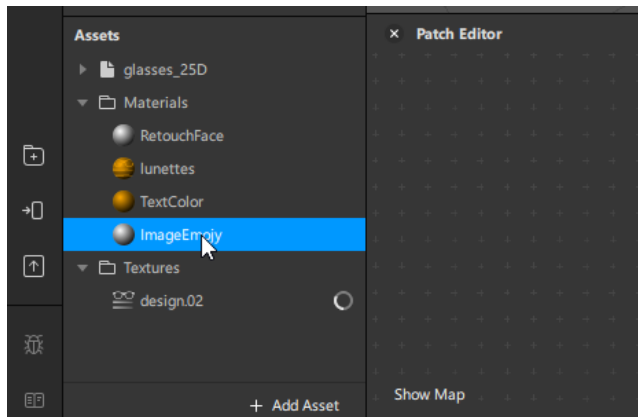 Assets
glasses_25D
Materials
RetouchFace
lunettes
TextColor
ImageEmojy
Textures
design.02
+ Add Asset
× Patch Editor
Show Map